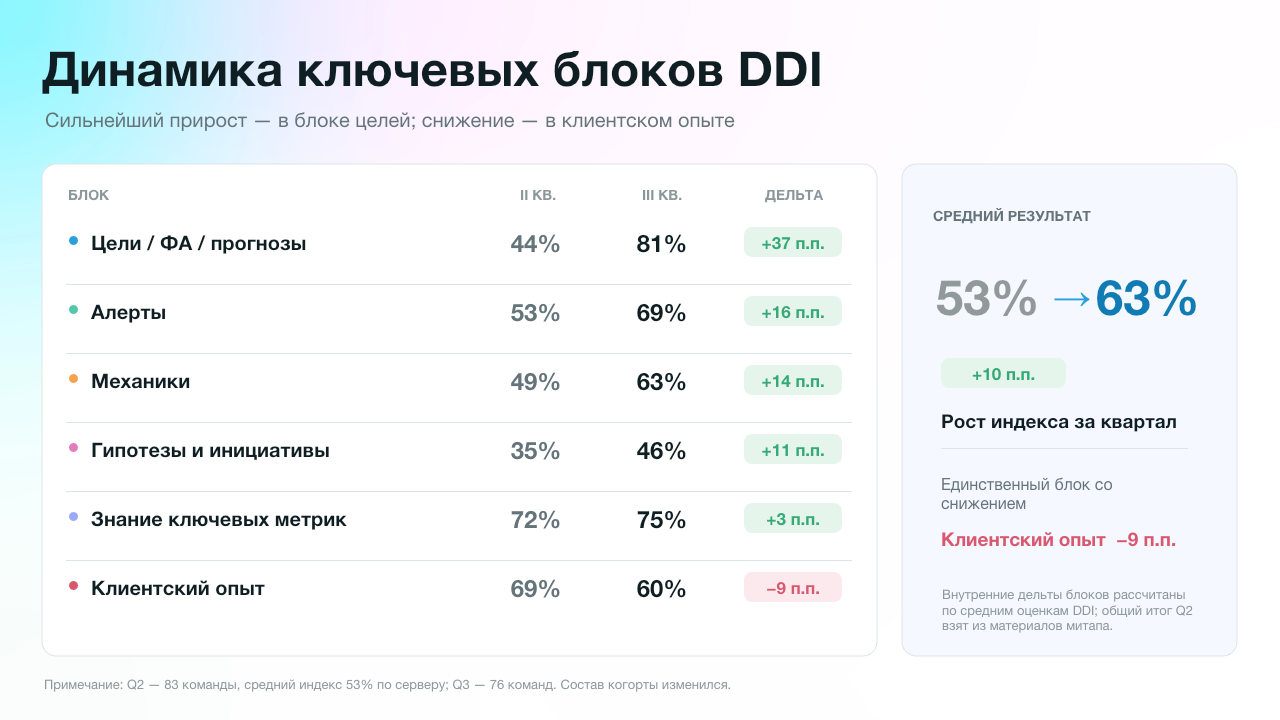 Динамика ключевых блоков DDI
Сильнейший прирост — в блоке целей; снижение — в клиентском опыте
БЛОК II КВ. III КВ. ДЕЛЬТА
Цели / ФА / прогнозы 44% 81% +37 п.п.
Алерты 53% 69% +16 п.п.
Механики 49% 63% +14 п.п.
Гипотезы и инициативы 35% 46% +11 п.п.
Знание ключевых метрик 72% 75% +3 п.п.
Клиентский опыт 69% 60% −9 п.п.
СРЕДНИЙ РЕЗУЛЬТАТ
53% →63%
+10 п.п.
Рост индекса за квартал
Единственный блок со
снижением
Клиентский опыт −9 п.п.
Внутренние дельты блоков рассчитаны
по средним оценкам DDI; общий итог Q2
взят из материалов митапа.
Примечание: Q2 — 83 команды, средний индекс 53% по серверу; Q3 — 76 команд. Состав когорты изменился.